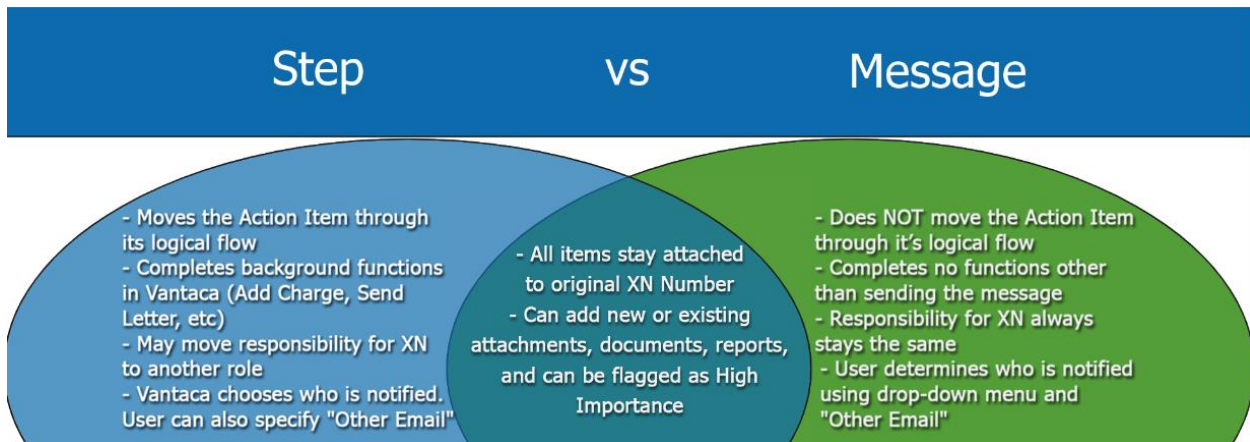 Step vs Message
- Moves the Action Item through
its logical flow
- Completes background functions
in Vantaca (Add Charge, Send
Letter, etc)
- May move responsibility for XN
to another role
- Vantaca chooses who is notified.
User can also specify "Other Email"
- All items stay attached
to original XN Number
- Can add new or existing
attachments, documents, reports,
and can be flagged as High
Importance
- Does NOT move the Action Item
through it’s logical flow
- Completes no functions other
than sending the message
- Responsibility for XN always
stays the same
- User determines who is notified
using drop-down menu and
"Other Email"